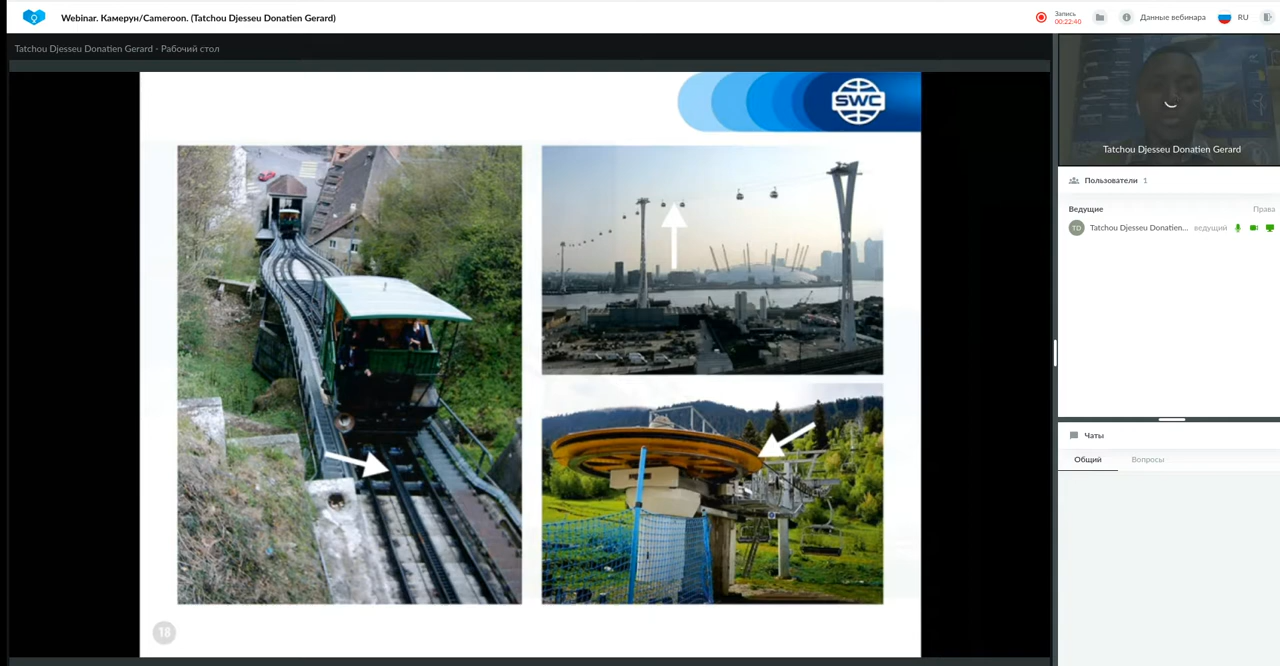 Webinar. Камерун/Cameroon. (Tatchou Djesseu Donatien Gerard)
Запись
00:22:40
Данные вебинара
RU
Tatchou Djesseu Donatien Gerard - Рабочий стол
SWC
18
Tatchou Djesseu Donatien Gerard
Пользователи 1
Ведущие
Права
TD
Tatchou Djesseu Donatien... ведущий
Чаты
Общий
Вопросы